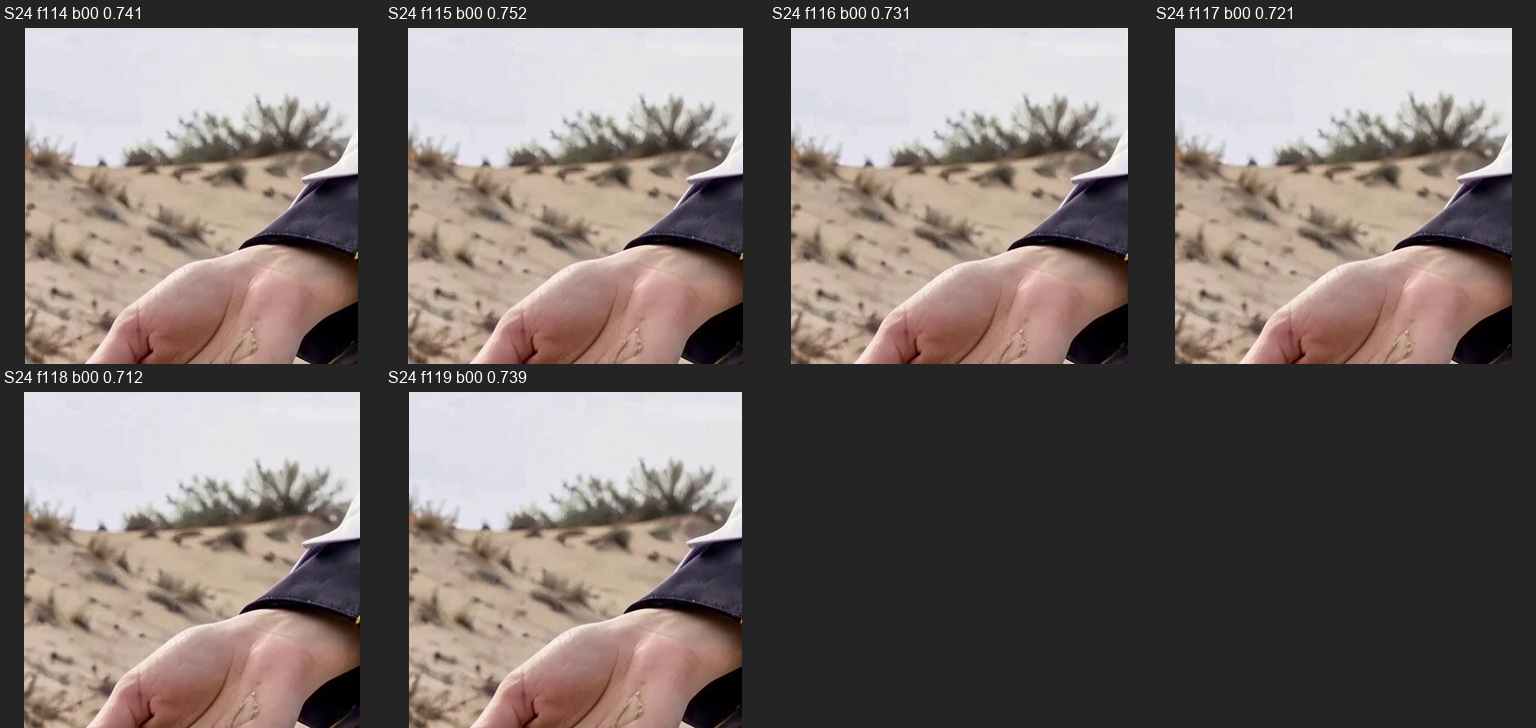 S24 f114 b00 0.741
S24 f115 b00 0.752
S24 f116 b00 0.731
S24 f117 b00 0.721
S24 f118 b00 0.712
S24 f119 b00 0.739